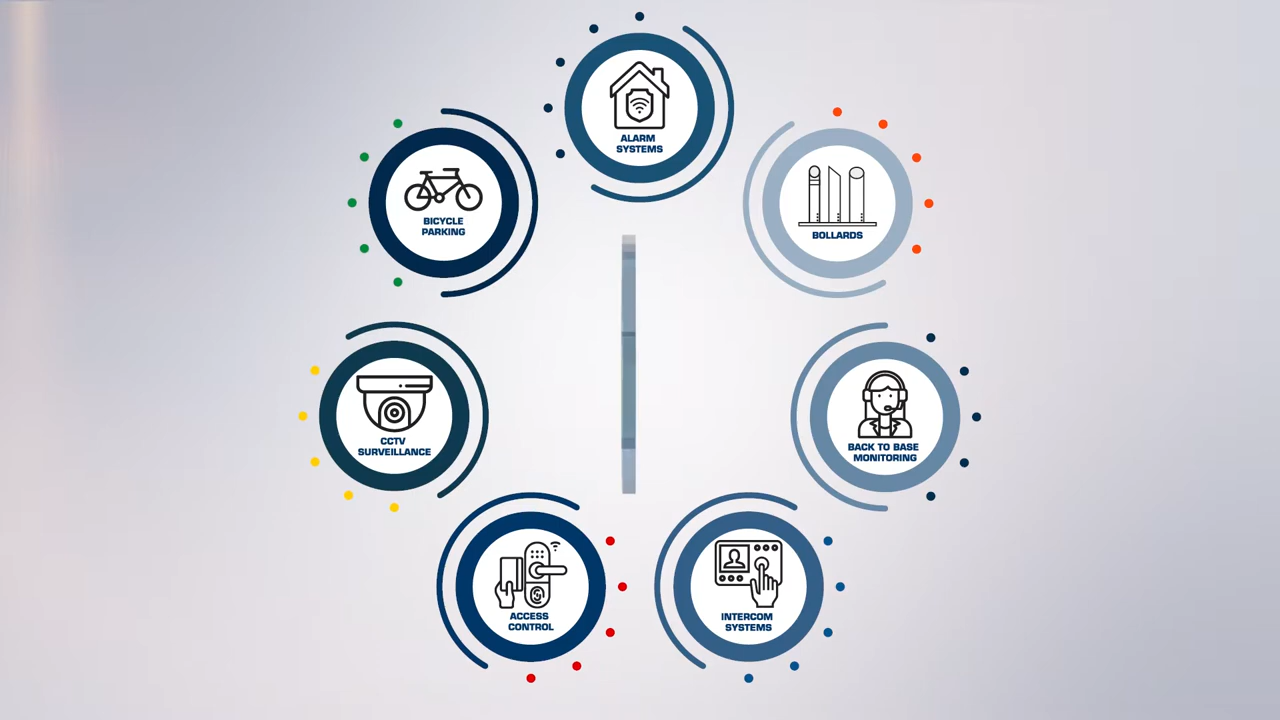 ALARM
SYSTEMS
BICYCLE
PARKING
BOLLARDS
CCTV
SURVEILLANCE
BACK TO BASE
MONITORING
ACCESS
CONTROL
INTERCOM
SYSTEMS